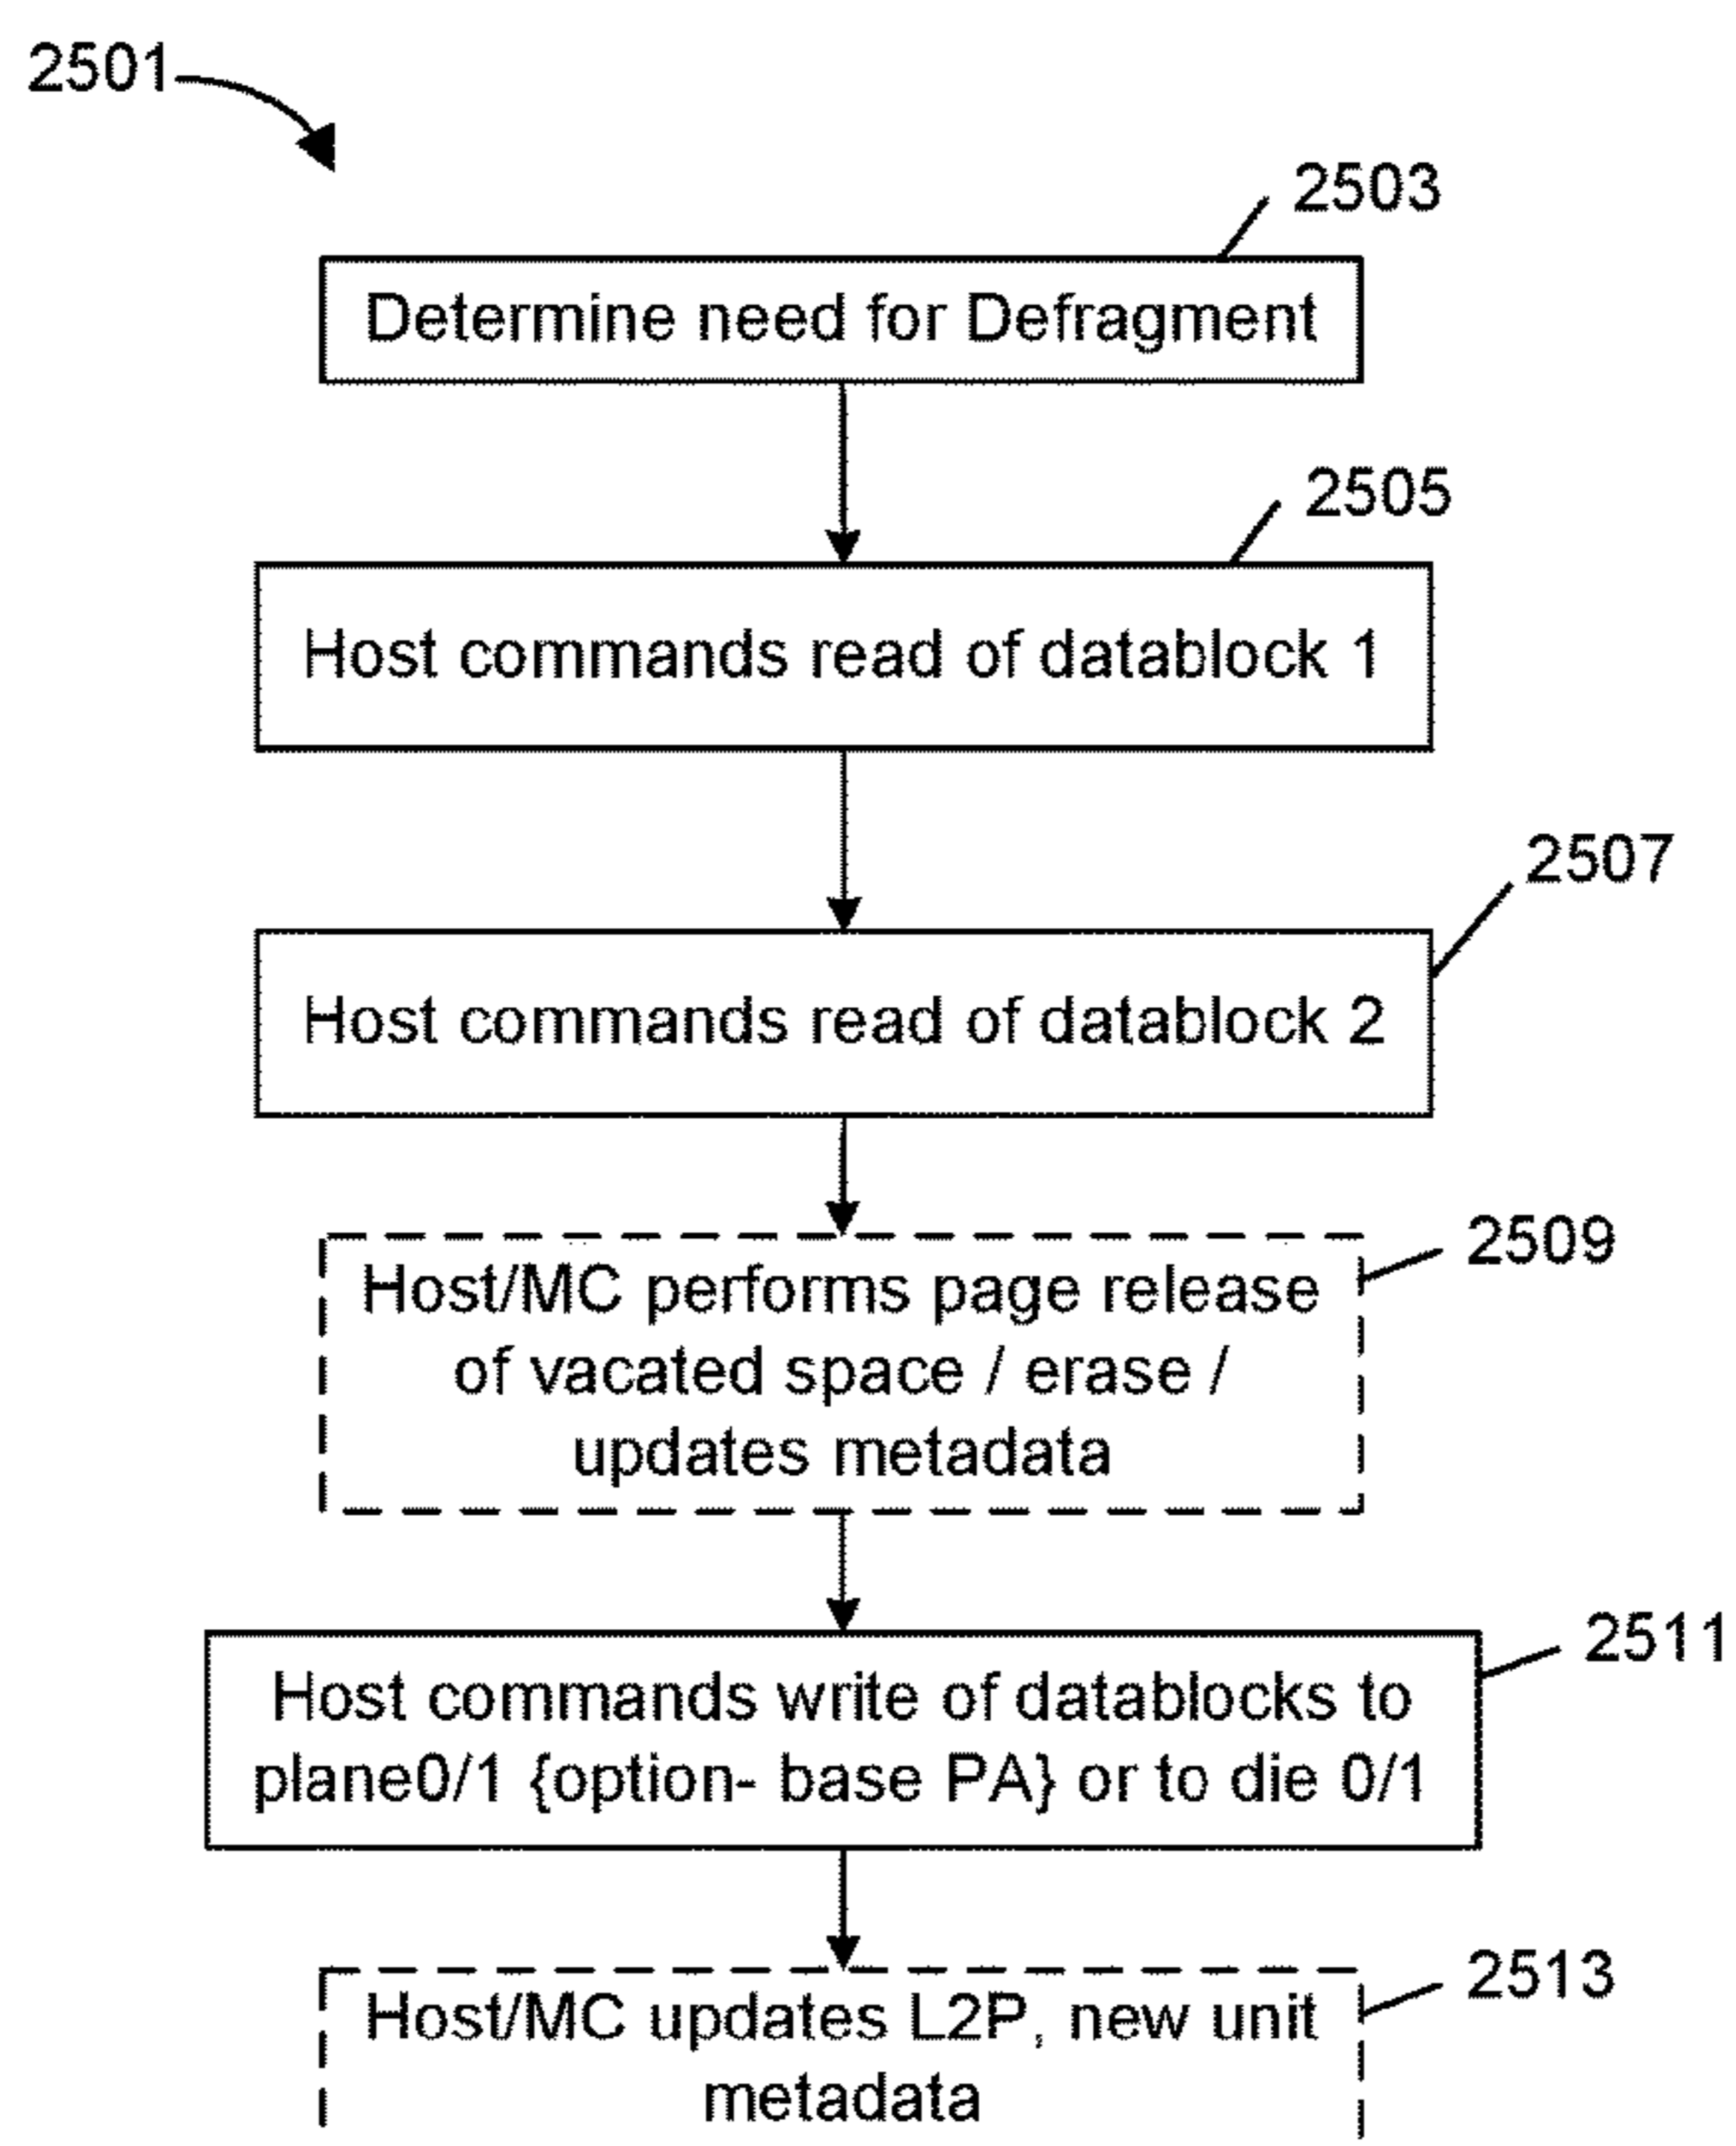 2501
2503
Determine need for Defragment
2505
Host commands read of datablock 1
2507
Host commands read of datablock 2
2509
Host/MC performs page release
of vacated space / erase /
updates metadata
2511
Host commands write of datablocks to
plane0/1 {option- base PA} or to die 0/1
2513
Host/MC updates L2P, new unit
metadata